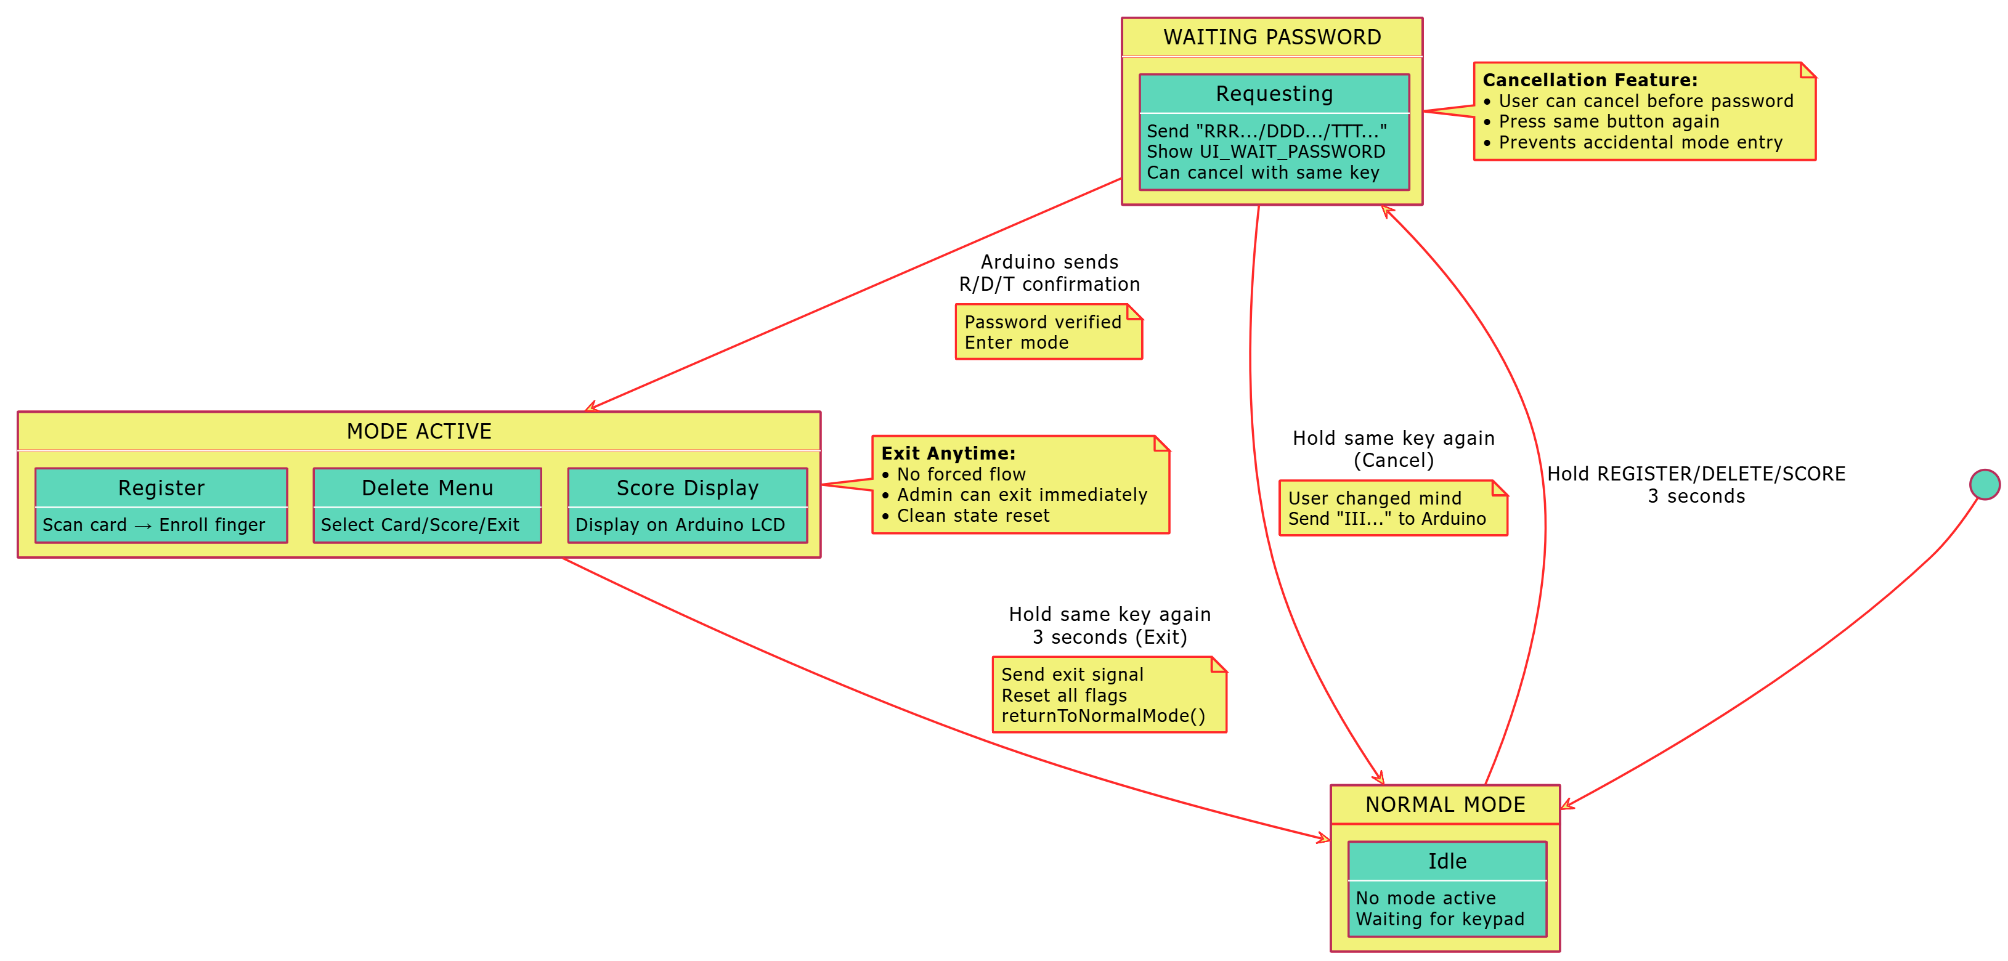 WAITING PASSWORD
Requesting
Send "RRR.../DDD.../TTT..."
Show UI_WAIT_PASSWORD
Can cancel with same key
Cancellation Feature:
• User can cancel before password
• Press same button again
• Prevents accidental mode entry
Arduino sends
R/D/T confirmation
Password verified
Enter mode
MODE ACTIVE
Register
Scan card → Enroll finger
Delete Menu
Select Card/Score/Exit
Score Display
Display on Arduino LCD
Exit Anytime:
• No forced flow
• Admin can exit immediately
• Clean state reset
Hold same key again
(Cancel)
User changed mind
Send "III..." to Arduino
Hold REGISTER/DELETE/SCORE
3 seconds
Hold same key again
3 seconds (Exit)
Send exit signal
Reset all flags
returnToNormalMode()
NORMAL MODE
Idle
No mode active
Waiting for keypad